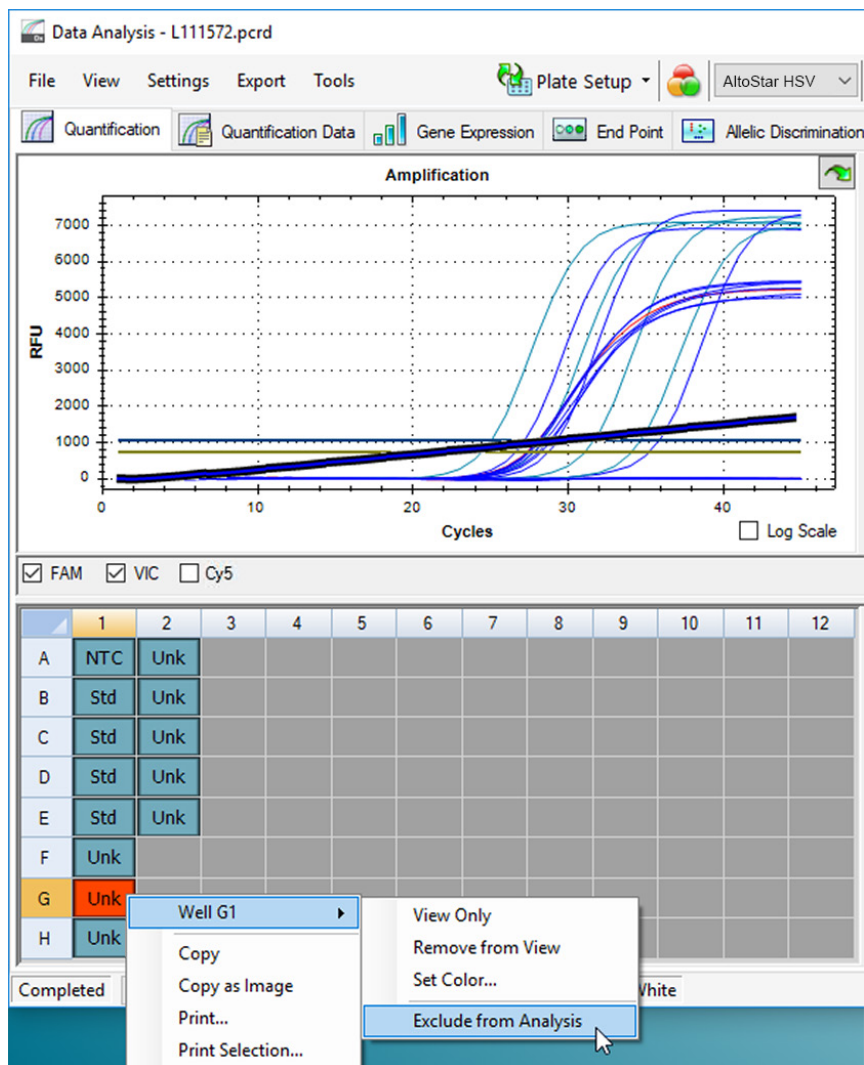 Data Analysis - L111572.pcrd
File View Settings Export Tools Plate Setup AltoStar HSV
Quantification Quantification Data Gene Expression End Point Allelic Discrimination
Amplification
7000
6000
5000
4000
3000
2000
1000
0
RFU
0 10 20 30 40
Cycles
Log Scale
FAM VIC Cy5
1 2 3 4 5 6 7 8 9 10 11 12
A NTC Unk
B Std Unk
C Std Unk
D Std Unk
E Std Unk
F Unk
G Unk
H Unk
Well G1
Copy
Copy as Image
Print...
Print Selection...
View Only
Remove from View
Set Color...
Exclude from Analysis
Completed